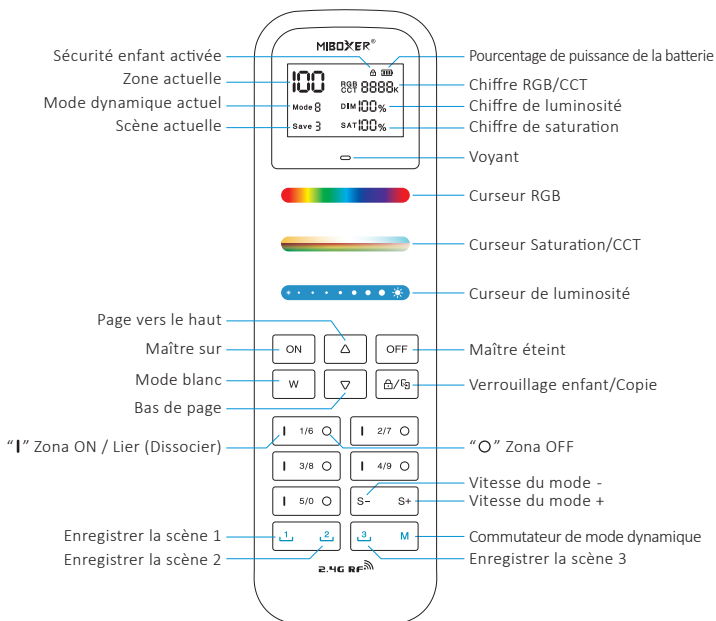 MIBOXER®
Sécurité enfant activée
Pourcentage de puissance de la batterie
Zone actuelle
100
RGB
CCT 8888K
Chiffre RGB/CCT
Mode dynamique actuel
Mode 8
DIM 100%
Chiffre de luminosité
Scène actuelle
Save 3
SAT 100%
Chiffre de saturation
Voyant
Curseur RGB
Curseur Saturation/CCT
Curseur de luminosité
Page vers le haut
Maître sur
ON
OFF
Maître éteint
Mode blanc
W
Verrouillage enfant/Copie
Bas de page
“I” Zona ON / Lier (Dissocier)
I 1/6 O
I 2/7 O
“O” Zona OFF
I 3/8 O
I 4/9 O
Vitesse du mode -
I 5/0 O
S- S+
Vitesse du mode +
Enregistrer la scène 1
1 2
3 M
Commutateur de mode dynamique
Enregistrer la scène 2
Enregistrer la scène 3
2.4G RF